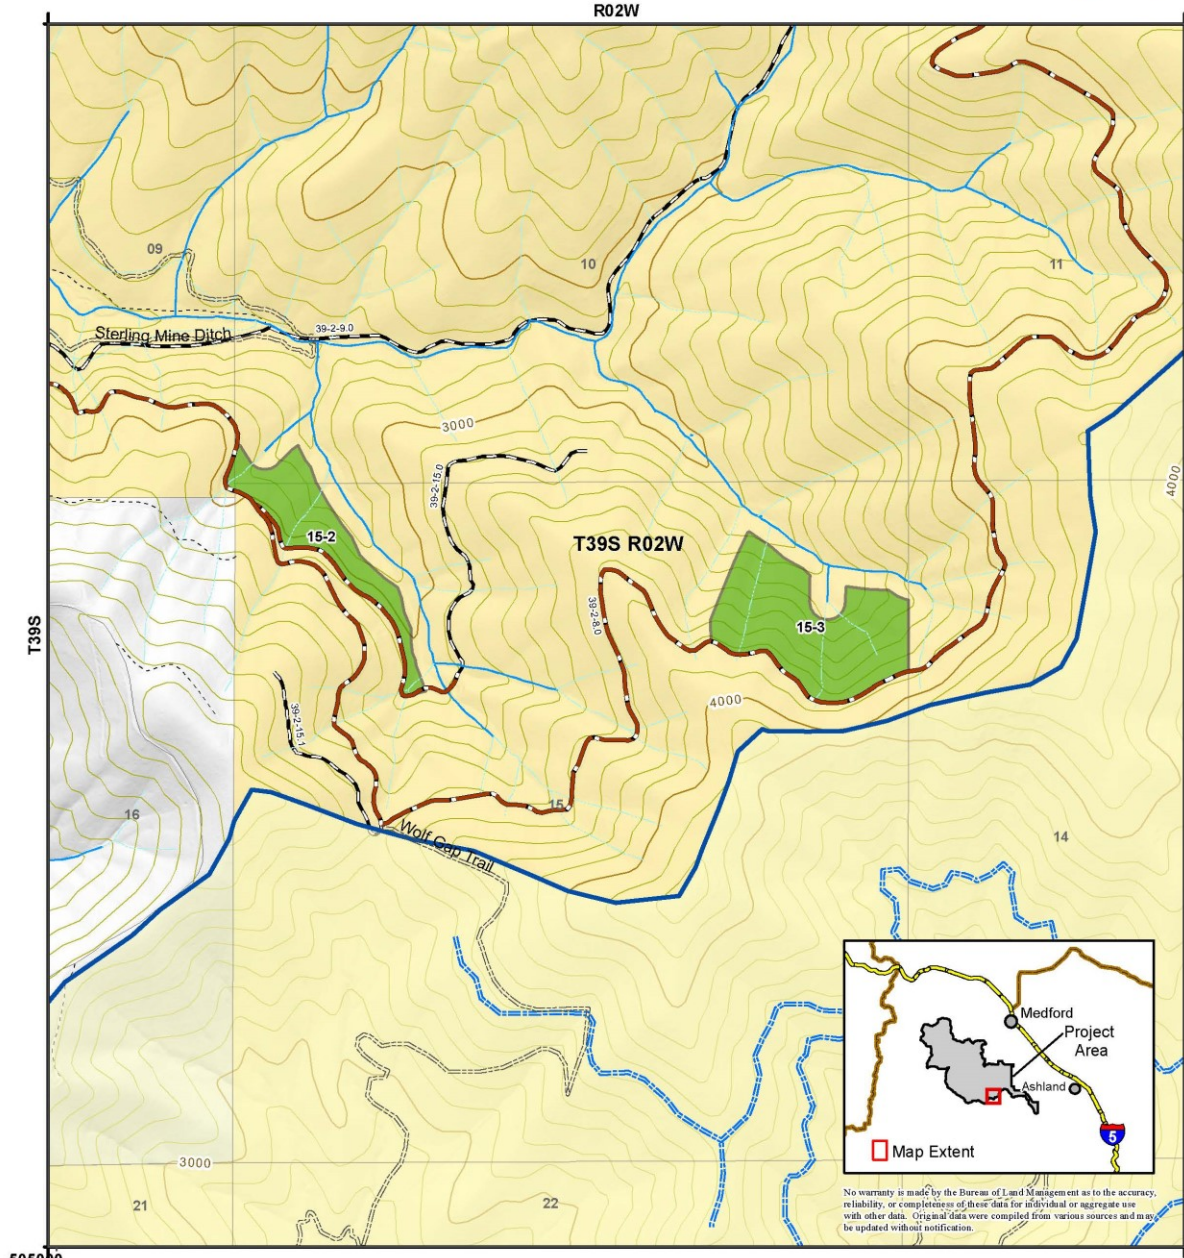 R02W
09
10
11
Sterling Mine Ditch
39-2-9.0
3000
39-2-15.0
4000
15-2
T39S R02W
39-2-8.0
15-3
T39S
4000
39-2-15.1
16
15
Wolf Gap Trail
14
Medford
Project
Area
Ashland
5
Map Extent
3000
21
22
No warranty is made by the Bureau of Land Management as to the accuracy,
reliability, or completeness of these data for individual or aggregate use
with other data. Original data were compiled from various sources and may
be updated without notification.